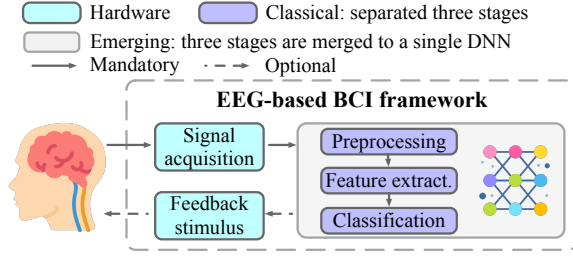 Hardware
Classical: separated three stages
Emerging: three stages are merged to a single DNN
Mandatory
Optional
EEG-based BCI framework
Signal
acquisition
Preprocessing
Feature extract.
Classification
Feedback
stimulus